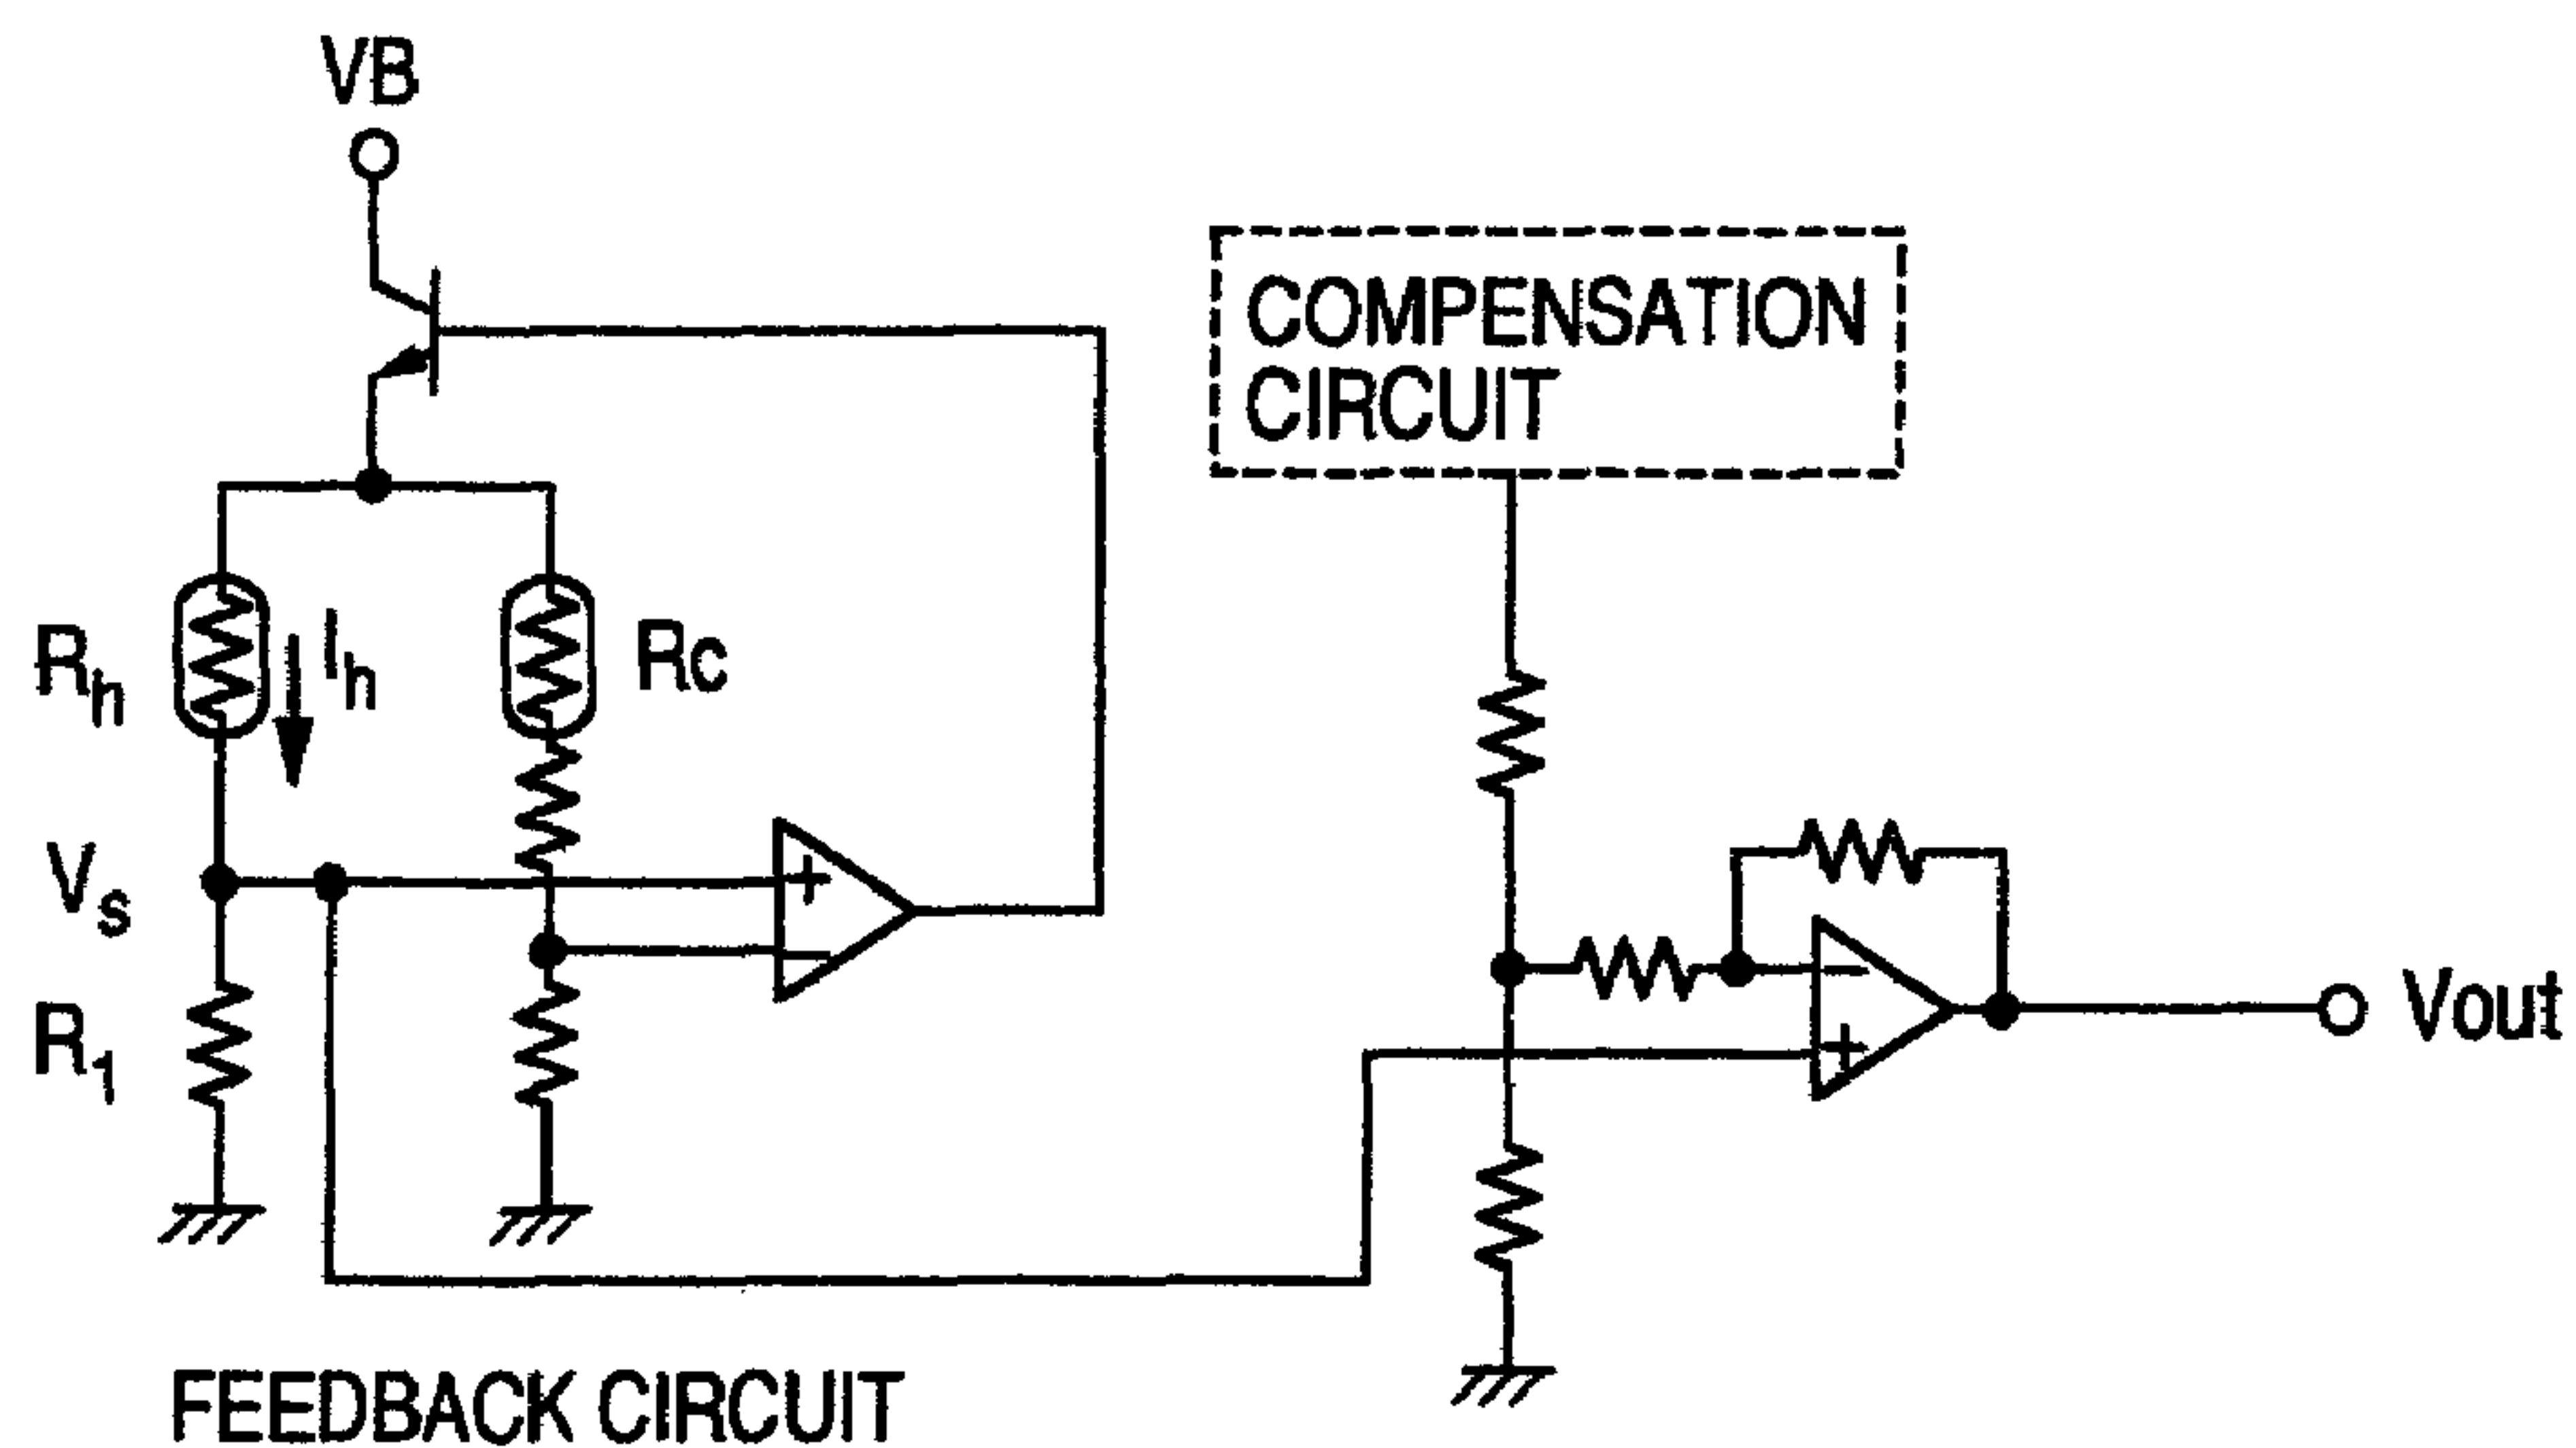 VB
COMPENSATION
CIRCUIT
Rh
Ih
Rc
Vs
+
−
R1
−
+
Vout
FEEDBACK CIRCUIT